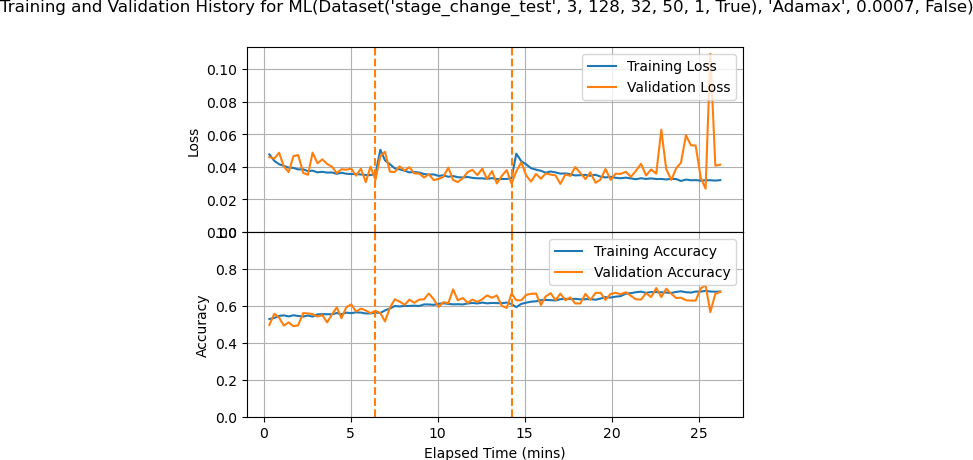 Training and Validation History for ML(Dataset('stage_change_test', 3, 128, 32, 50, 1, True), 'Adamax', 0.0007, False)
0.10
0.08
0.06
0.04
0.02
0.00
Loss
Training Loss
Validation Loss
1.0
0.8
0.6
0.4
0.2
0.0
Accuracy
Training Accuracy
Validation Accuracy
0 5 10 15 20 25
Elapsed Time (mins)